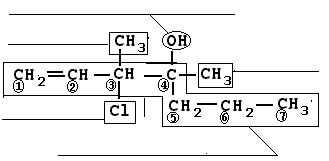 CH3 OH
CH2=CH—CH—C—CH3
① ② ③ ④
Cl CH2—CH2—CH3
⑤ ⑥ ⑦